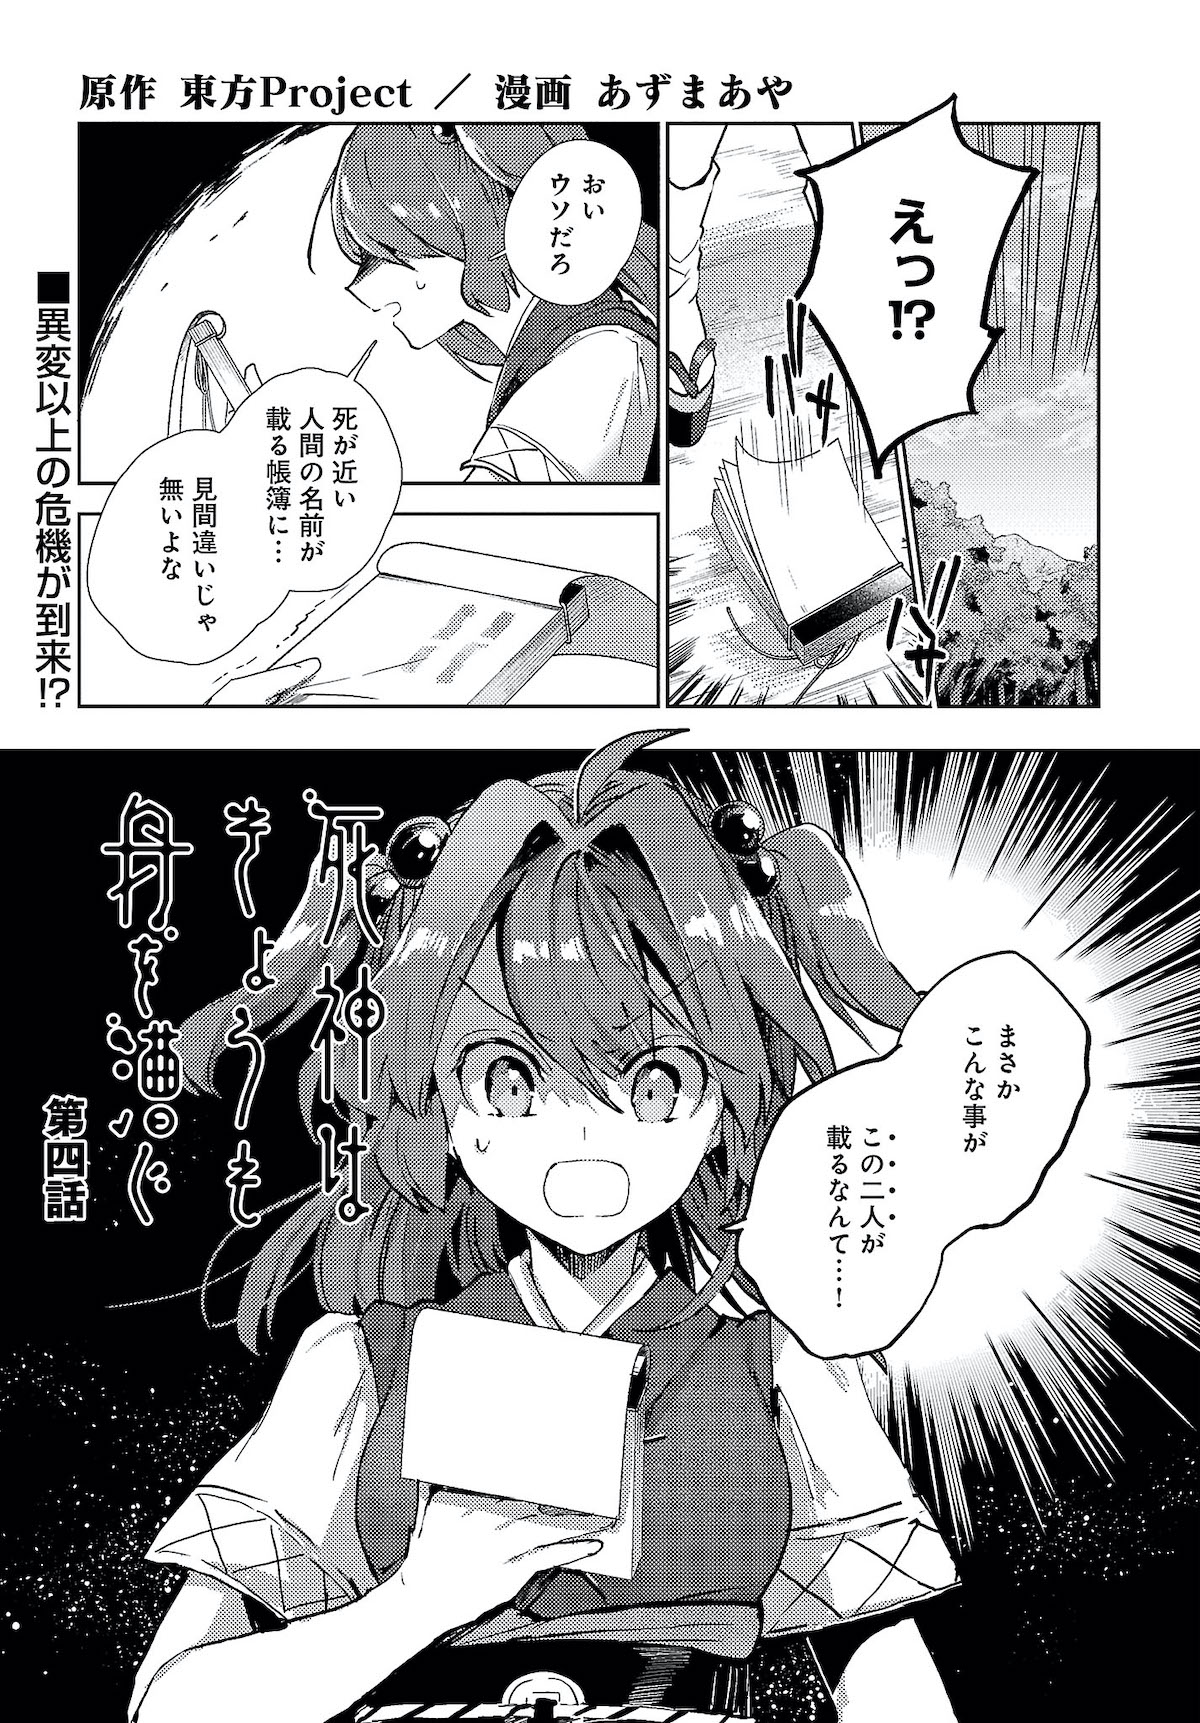 原作 東方Project ／ 漫画 あずまあや
えっ!?
おい
ウソだろ
死が近い
人間の名前が
載る帳簿に…
見間違いじゃ
無いよな
■異変以上の危機が到来!?
まさか
こんな事が
この二人が
載るなんて…！
死神は
きょうも
舟を漕ぐ
第四話